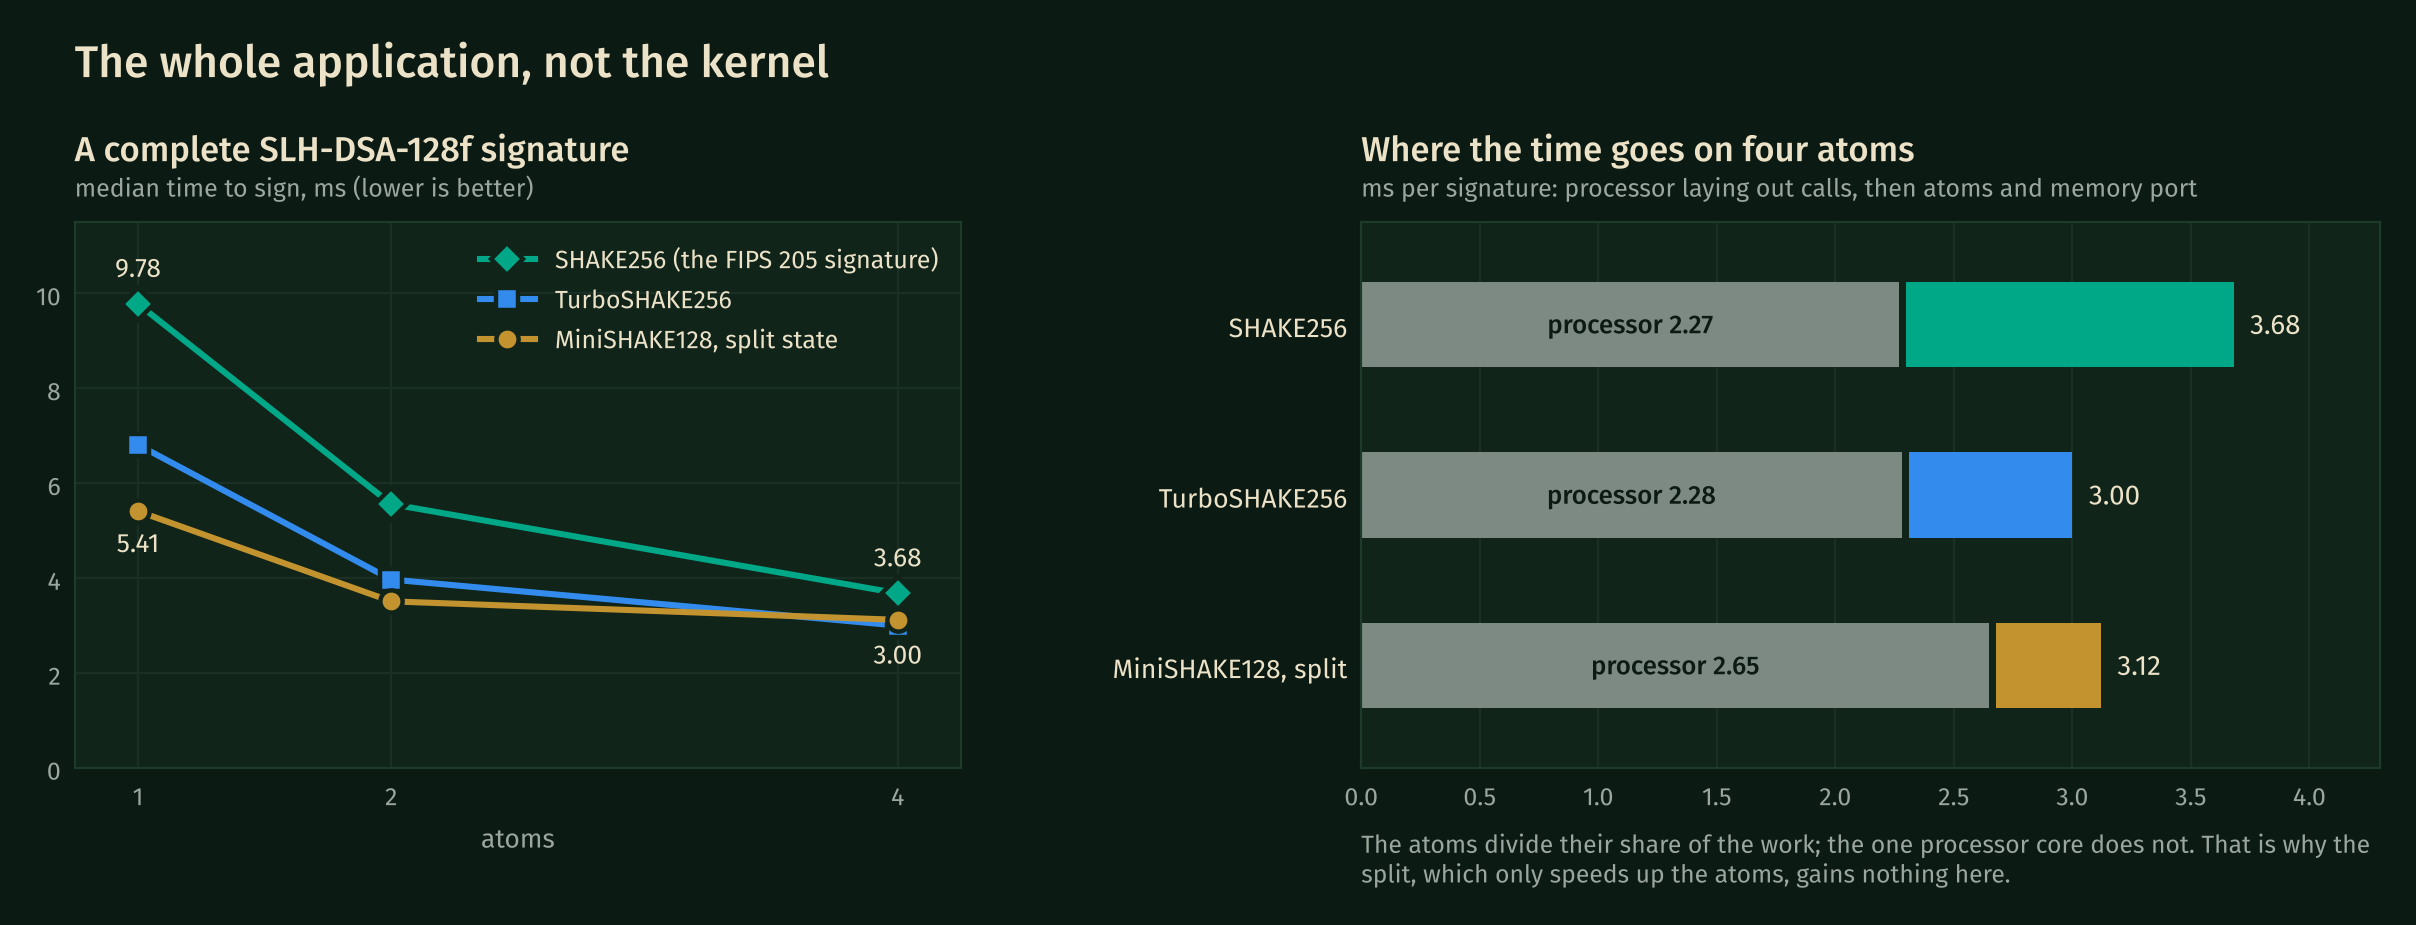 The whole application, not the kernel
A complete SLH-DSA-128f signature
median time to sign, ms (lower is better)
9.78
5.41
3.68
3.00
SHAKE256 (the FIPS 205 signature)
TurboSHAKE256
MiniSHAKE128, split state
10
8
6
4
2
0
1
2
4
atoms
Where the time goes on four atoms
ms per signature: processor laying out calls, then atoms and memory port
SHAKE256
processor 2.27
3.68
TurboSHAKE256
processor 2.28
3.00
MiniSHAKE128, split
processor 2.65
3.12
0.0
0.5
1.0
1.5
2.0
2.5
3.0
3.5
4.0
The atoms divide their share of the work; the one processor core does not. That is why the
split, which only speeds up the atoms, gains nothing here.